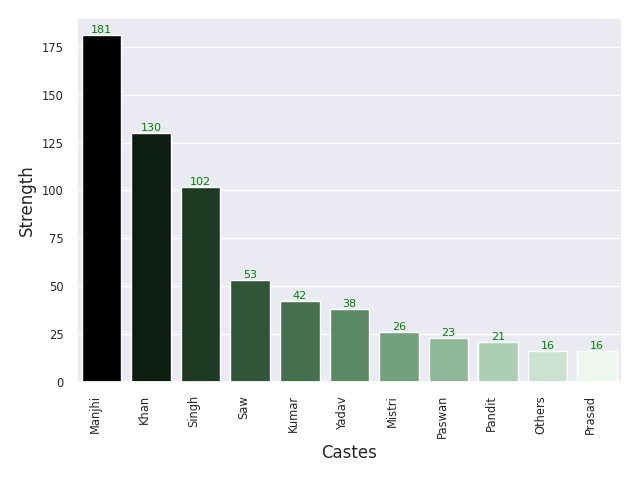 181
175
150
130
125
102
100
75
53
50
42
38
26
25
23
21
16
16
0
Strength
Manjhi
Khan
Singh
Saw
Kumar
Yadav
Mistri
Paswan
Pandit
Others
Prasad
Castes